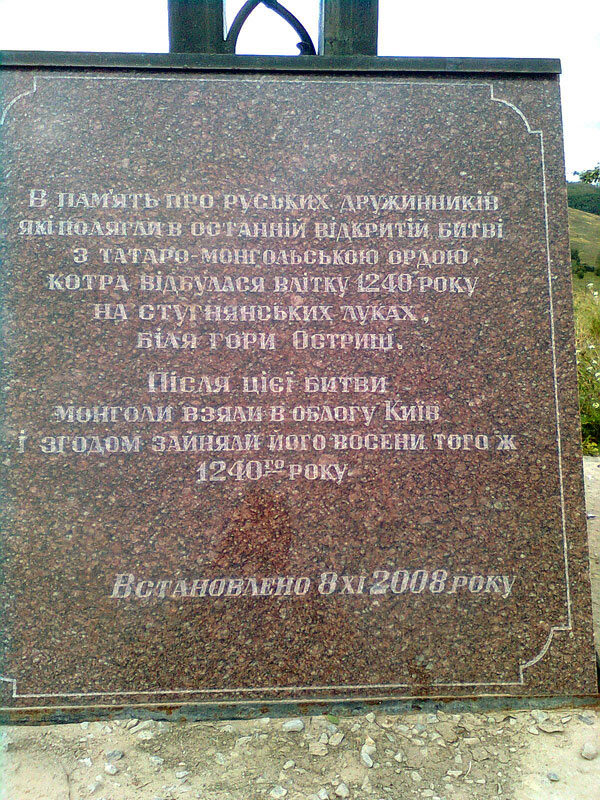 В пам'ять про руських дружинників
які полягли в останній відкритій битві
з татаро-монгольською ордою,
котра відбулася влітку 1240 року
на стугнянських луках,
біля гори Остриці.
Після цієї битви
монголи взяли в облогу Київ
і згодом зайняли його восени того ж
1240го року.
Встановлено 8 XI 2008 року